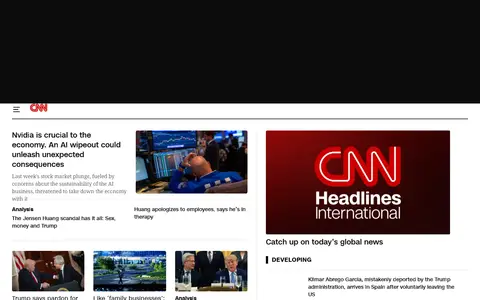 CNN
Nvidia is crucial to the
economy. An AI wipeout could
unleash unexpected
consequences
Last week's stock market plunge, fueled by
concerns about the sustainability of the AI
business, threatened to take down the economy
with it
Analysis
The Jensen Huang scandal has it all: Sex,
money and Trump
Huang apologizes to employees, says he's in
therapy
CNN
Headlines
International
Catch up on today's global news
DEVELOPING
Kilmar Abrego Garcia, mistakenly deported by the Trump
administration, arrives in Spain after voluntarily leaving the
US
Trump says pardon for
Like 'family businesses':
Analysis